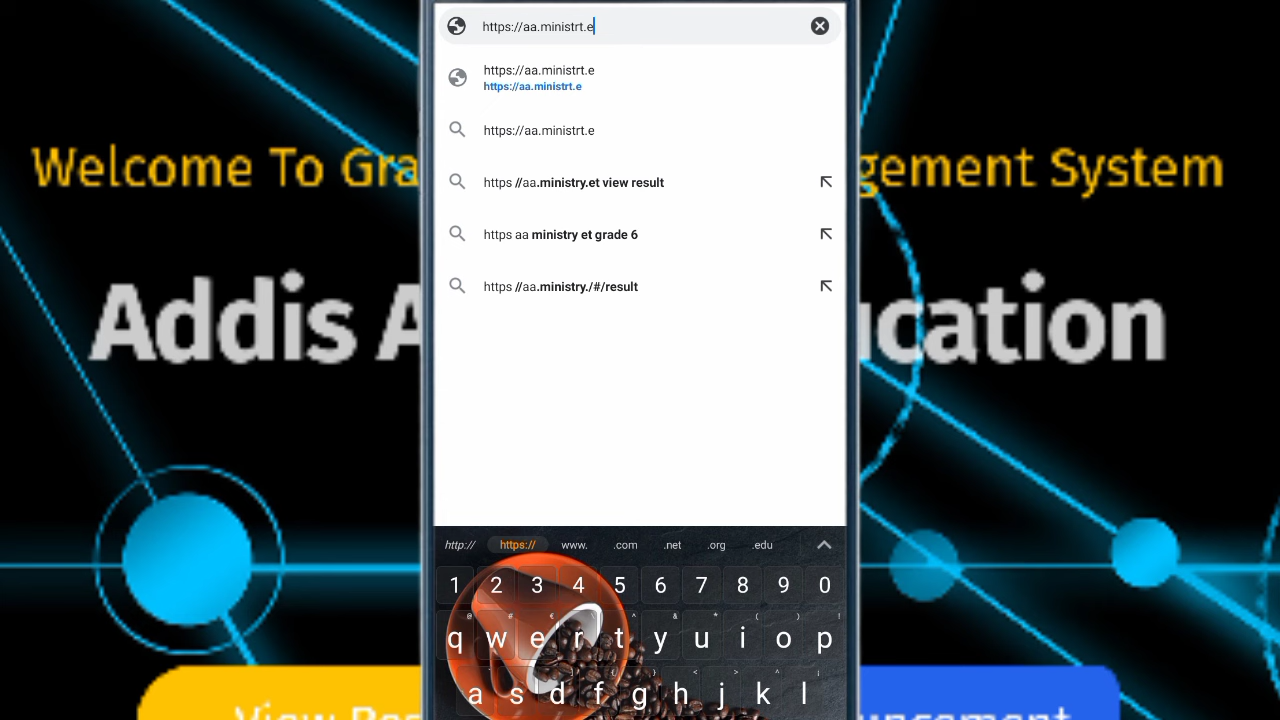 https://aa.ministrt.e
https://aa.ministrt.e
https://aa.ministrt.e
https://aa.ministrt.e
https //aa.ministry.et view result
https aa ministry et grade 6
https //aa.ministry./#/result
Welcome To Gra
gement System
Addis A
cation
http:// https:// www. .com .net .org .edu
1 2 3 4 5 6 7 8 9 0
q w e r t y u i o p
a s d f g h j k l
View